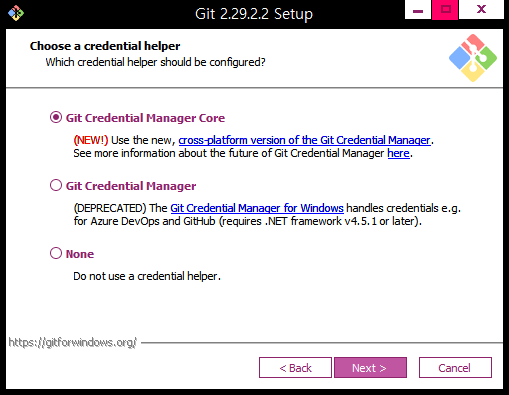 Git 2.29.2.2 Setup
Choose a credential helper
Which credential helper should be configured?
Git Credential Manager Core
(NEW!) Use the new, cross-platform version of the Git Credential Manager.
See more information about the future of Git Credential Manager here.
Git Credential Manager
(DEPRECATED) The Git Credential Manager for Windows handles credentials e.g.
for Azure DevOps and GitHub (requires .NET framework v4.5.1 or later).
None
Do not use a credential helper.
https://gitforwindows.org/
< Back
Next >
Cancel